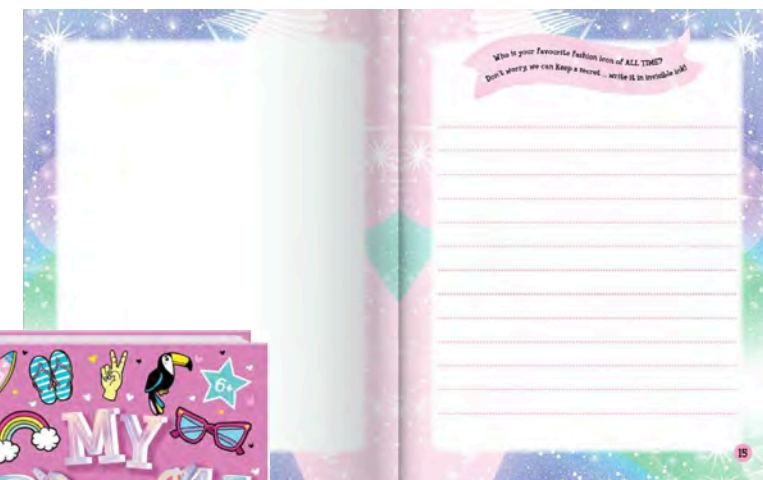 Who is your favourite fashion icon of ALL TIME?
Don't worry, we can keep a secret... write it in invisible ink!
15
6+
MY